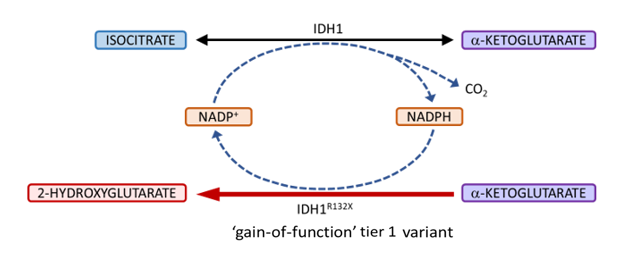 IDH1
ISOCITRATE
α-KETOGLUTARATE
CO₂
NADP⁺
NADPH
2-HYDROXYGLUTARATE
α-KETOGLUTARATE
IDH1ᴿ¹³²ˣ
‘gain-of-function’ tier 1 variant